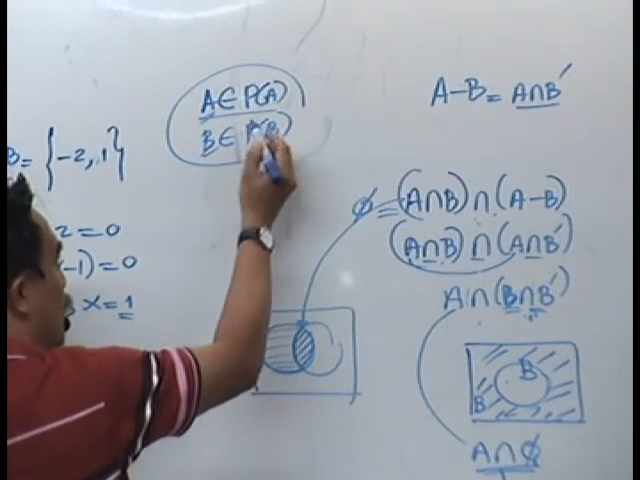 A ∈ P(A)
B ∈ P(B)
B = {-2, 1}
2 = 0
-1) = 0
x = 1
A-B = A∩B'
∅ (A∩B) ∩ (A-B)
(A∩B) ∩ (A∩B')
A∩(B∩B')
B
B
A∩∅